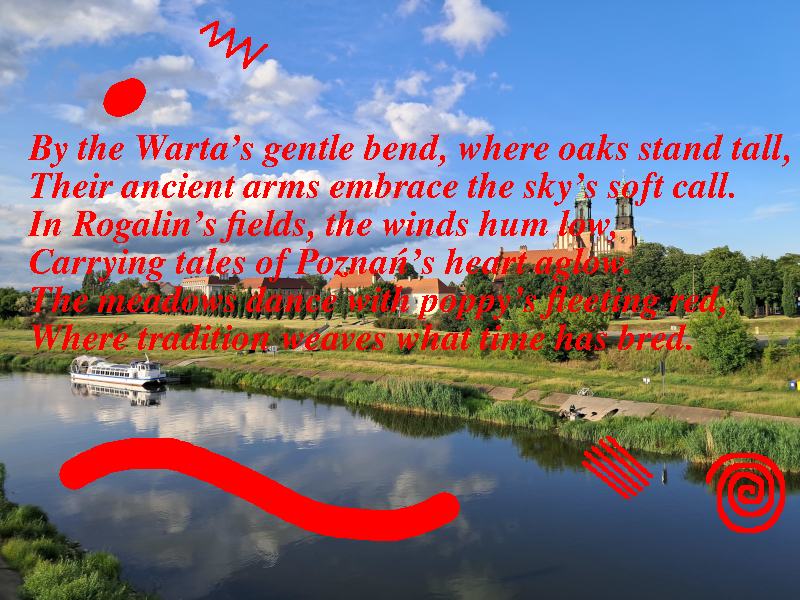 By the Warta’s gentle bend, where oaks stand tall,
Their ancient arms embrace the sky’s soft call.
In Rogalin’s fields, the winds hum low,
Carrying tales of Poznań’s heart aglow.
The meadows dance with poppy’s fleeting red,
Where tradition weaves what time has bred.